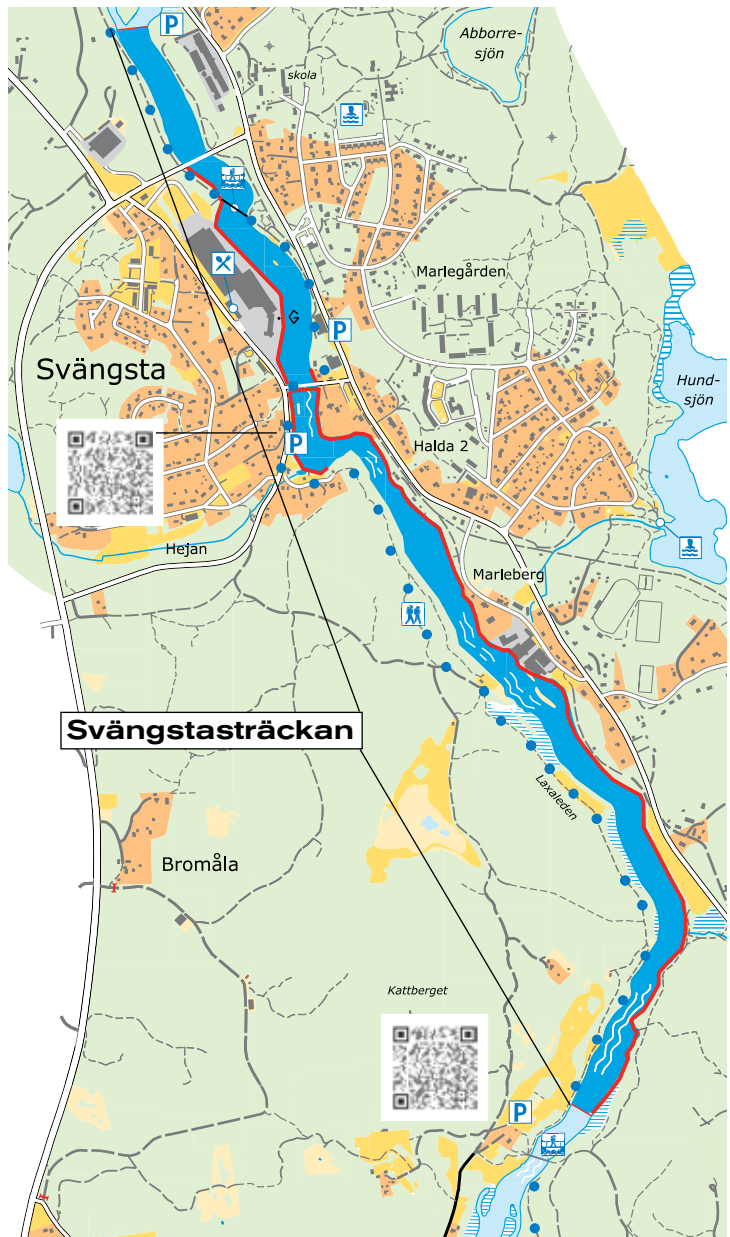 P
Abborre-
sjön
skola
Marlegården
G
P
Svängsta
Hund-
sjön
P
Halda 2
Hejan
Marleberg
Svängstasträckan
Laxaleden
Bromåla
Kattberget
P